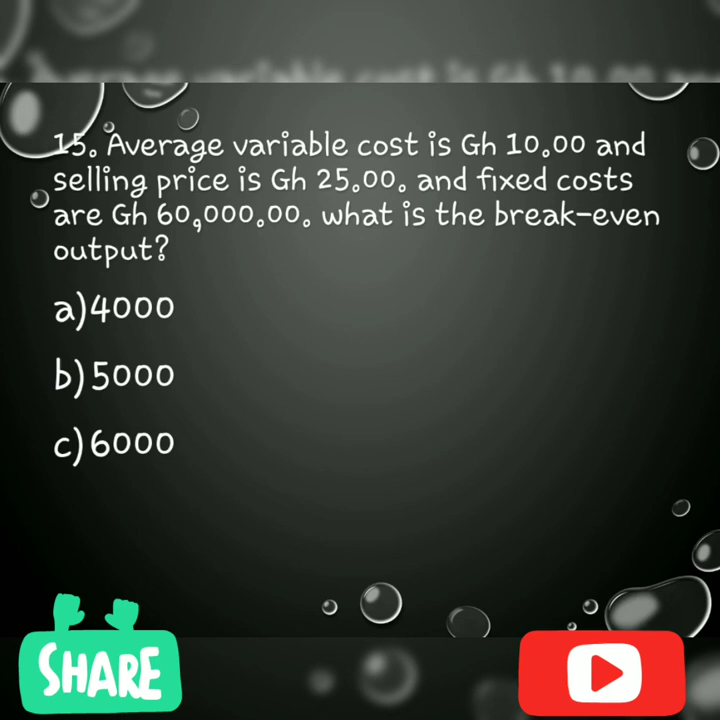 15. Average variable cost is Gh 10.00 and
selling price is Gh 25.00. and fixed costs
are Gh 60,000.00. what is the break-even
output?
a)4000
b)5000
c)6000
SHARE